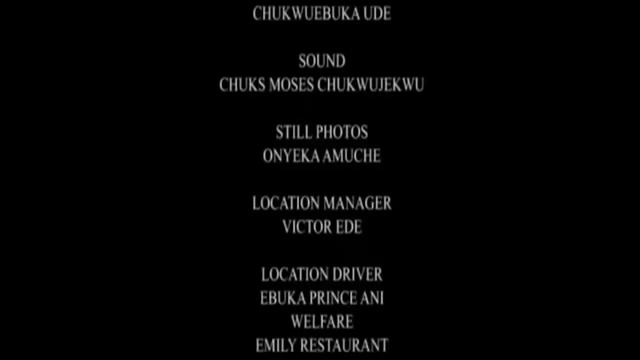 CHUKWUEBUKA UDE
SOUND
CHUKS MOSES CHUKWUJEKWU
STILL PHOTOS
ONYEKA AMUCHE
LOCATION MANAGER
VICTOR EDE
LOCATION DRIVER
EBUKA PRINCE ANI
WELFARE
EMILY RESTAURANT